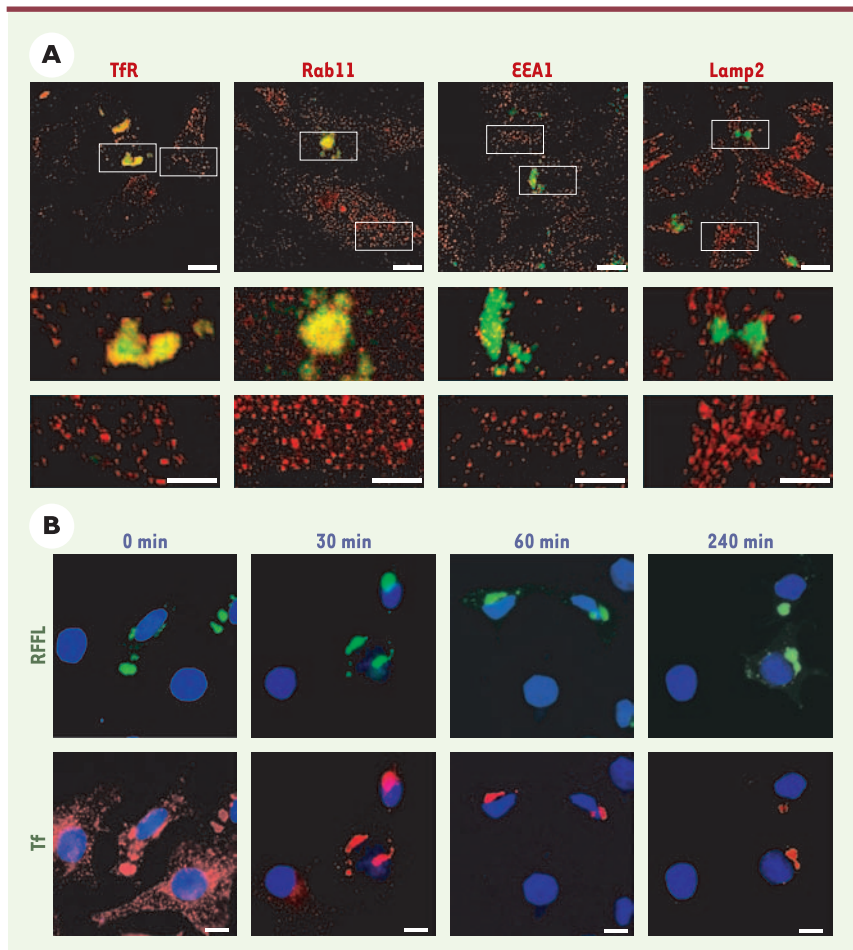 A
TfR Rab11 EEA1 Lamp2
B
0 min 30 min 60 min 240 min
RFFL
Tf